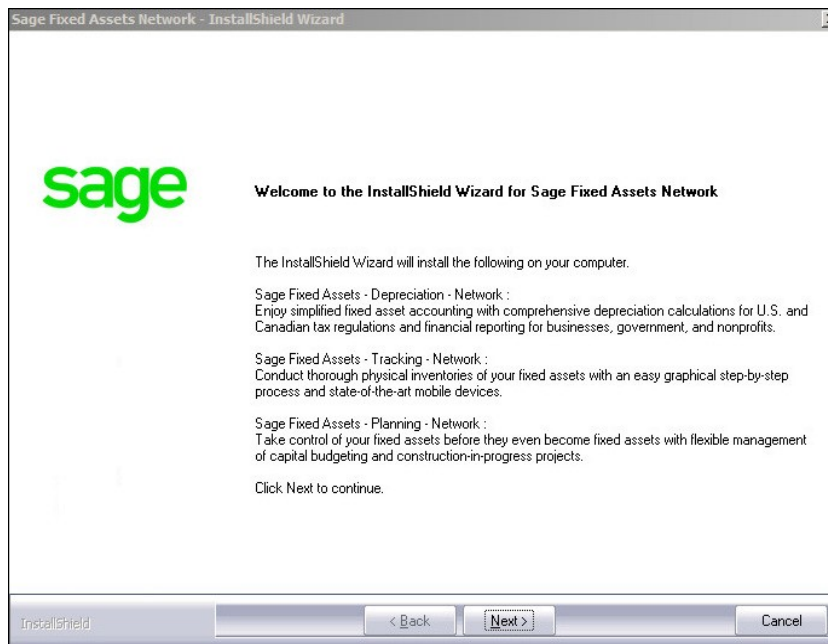 Sage Fixed Assets Network - InstallShield Wizard
sage
Welcome to the InstallShield Wizard for Sage Fixed Assets Network
The InstallShield Wizard will install the following on your computer.
Sage Fixed Assets - Depreciation - Network :
Enjoy simplified fixed asset accounting with comprehensive depreciation calculations for U.S. and
Canadian tax regulations and financial reporting for businesses, government, and nonprofits.
Sage Fixed Assets - Tracking - Network :
Conduct thorough physical inventories of your fixed assets with an easy graphical step-by-step
process and state-of-the-art mobile devices.
Sage Fixed Assets - Planning - Network :
Take control of your fixed assets before they even become fixed assets with flexible management
of capital budgeting and construction-in-progress projects.
Click Next to continue.
InstallShield
< Back
Next >
Cancel